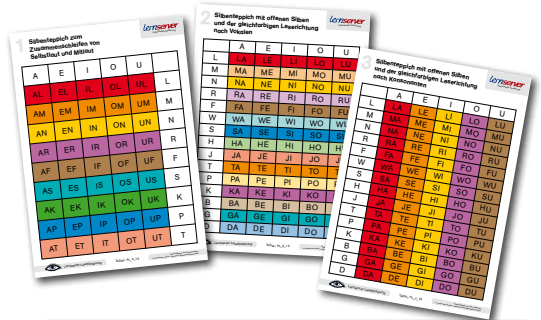 1
Silbenteppich zum
Zusammenschleifen von
Selbstlaut und Mitlaut
lernserver
A E I O U
AL EL IL OL UL L
AM EM IM OM UM M
AN EN IN ON UN N
AR ER IR OR UR R
AF EF IF OF UF F
AS ES IS OS US S
AK EK IK OK UK K
AP EP IP OP UP P
AT ET IT OT UT T
2
Silbenteppich mit offenen Silben
und der gleichfarbigen Leserichtung
nach Vokalen
lernserver
A E I O U
L LA LE LI LO LU
M MA ME MI MO MU
N NA NE NI NO NU
R RA RE RI RO RU
F FA FE FI FO FU
W WA WE WI WO WU
S SA SE SI SO SU
H HA HE HI HO
J JA JE JI JO
T TA TE TI TO
P PA PE PI PO
K KA KE KI KO
B BA BE BI BO
G GA GE GI GO
D DA DE DI DO
3
Silbenteppich mit offenen Silben
und der gleichfarbigen Leserichtung
nach Konsonanten
lernserver
A E I O U
L LA LE LI LO LU
M MA ME MI MO MU
N NA NE NI NO NU
R RA RE RI RO RU
F FA FE FI FO FU
W WA WE WI WO WU
S SA SE SI SO SU
H HA HE HI HO HU
J JA JE JI JO JU
T TA TE TI TO TU
P PA PE PI PO PU
K KA KE KI KO KU
B BA BE BI BO BU
G GA GE GI GO GU
D DA DE DI DO DU